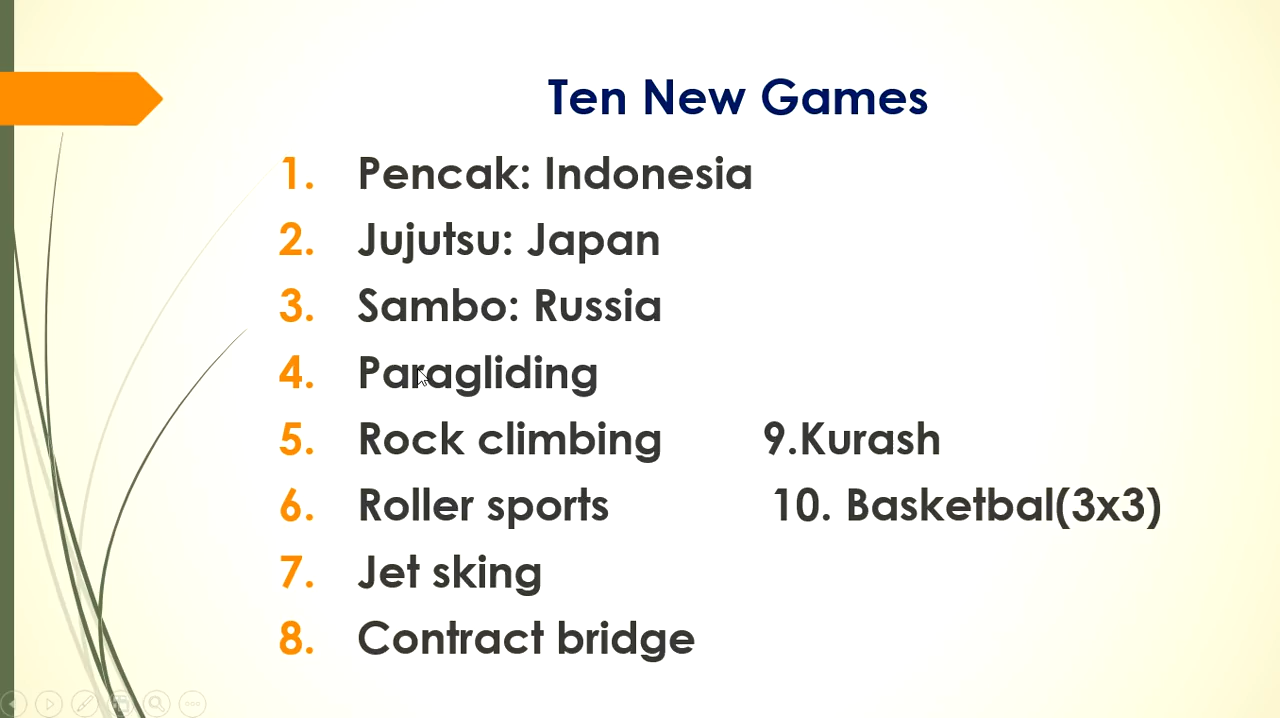 Ten New Games
1. Pencak: Indonesia
2. Jujutsu: Japan
3. Sambo: Russia
4. Paragliding
5. Rock climbing 9.Kurash
6. Roller sports 10. Basketbal(3x3)
7. Jet sking
8. Contract bridge